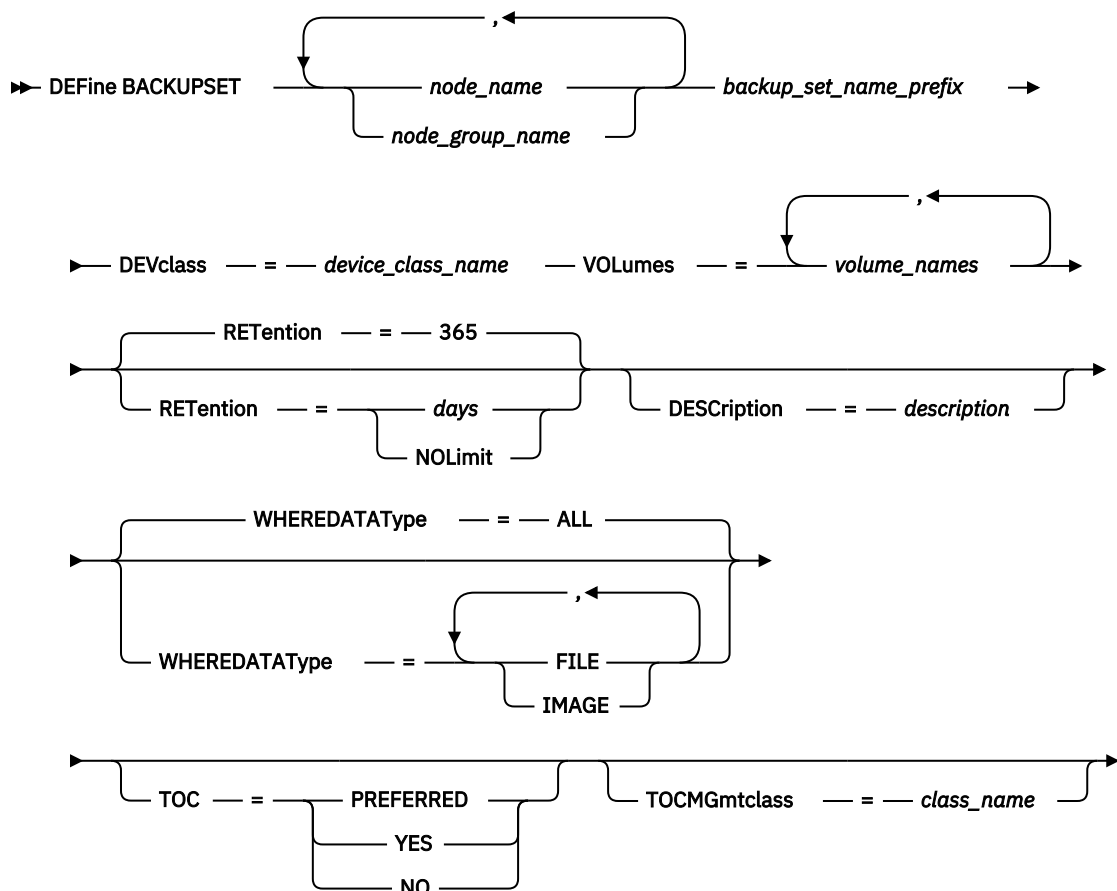 ,
DEFine BACKUPSET node_name backup_set_name_prefix
node_group_name
,
DEVclass = device_class_name VOLumes = volume_names
RETention = 365
RETention = days DESCription = description
NOLimit
WHEREDATAType = ALL
,
WHEREDATAType = FILE
IMAGE
TOC = PREFERRED TOCMGmtclass = class_name
YES
NO